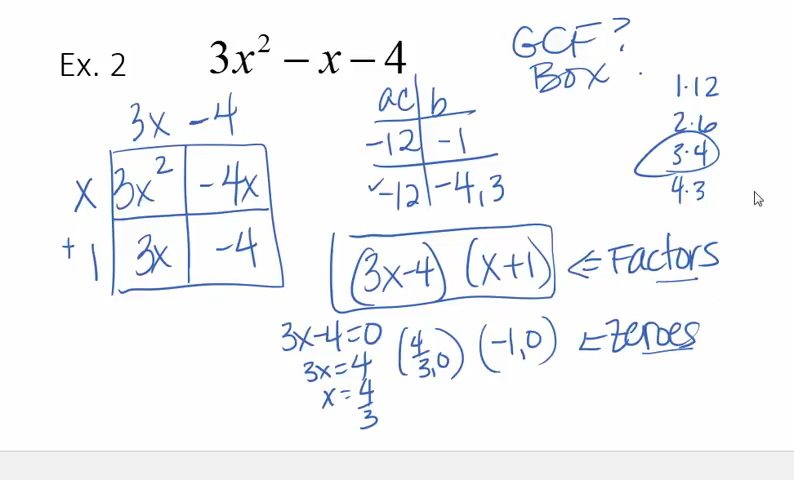 Ex. 2 3x² − x − 4
GCF?
BOX
1·12
2·6
3·4
4·3
ac b
-12 -1
✓-12 -4, 3
3x -4
x 3x² -4x
+1 3x -4
(3x-4) (x+1) ⇐ Factors
3x-4=0 (4/3, 0) (-1, 0) ← zeroes
3x=4
x=4/3